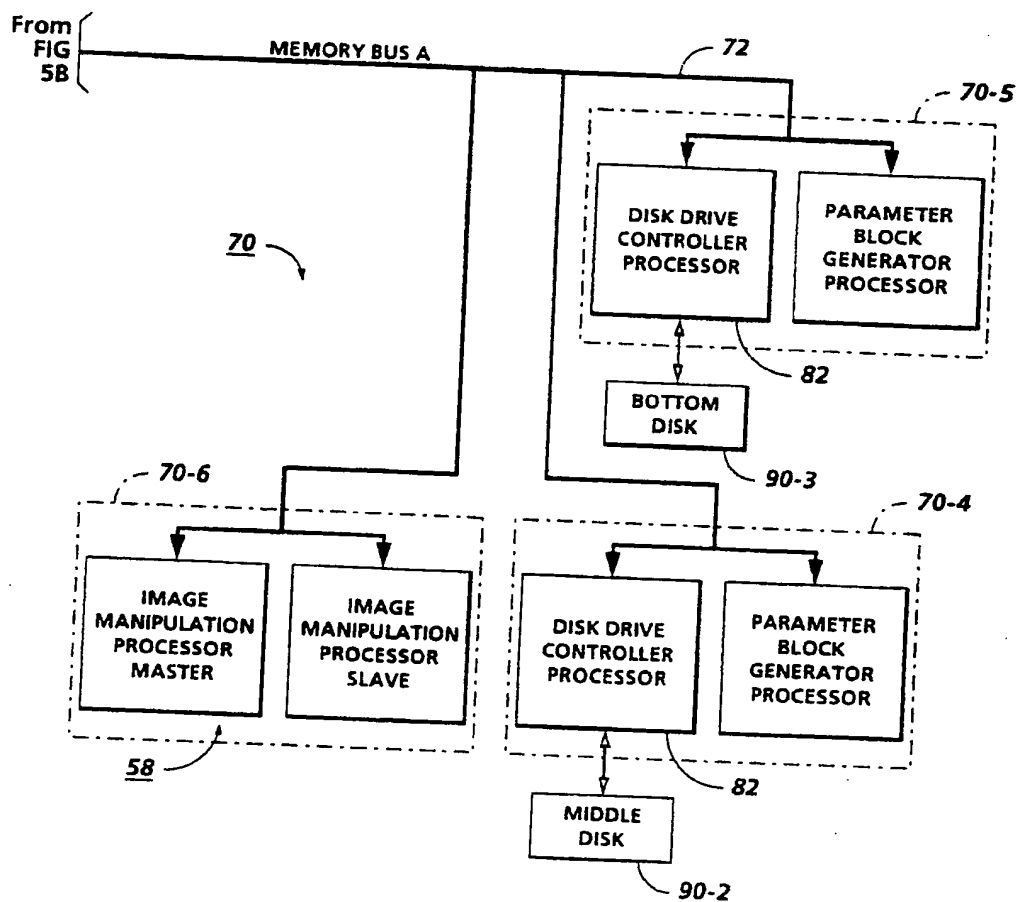 From
FIG
5B
MEMORY BUS A
72
70-5
70
DISK DRIVE
CONTROLLER
PROCESSOR
PARAMETER
BLOCK
GENERATOR
PROCESSOR
82
BOTTOM
DISK
90-3
70-6
70-4
IMAGE
MANIPULATION
PROCESSOR
MASTER
IMAGE
MANIPULATION
PROCESSOR
SLAVE
DISK DRIVE
CONTROLLER
PROCESSOR
PARAMETER
BLOCK
GENERATOR
PROCESSOR
58
82
MIDDLE
DISK
90-2